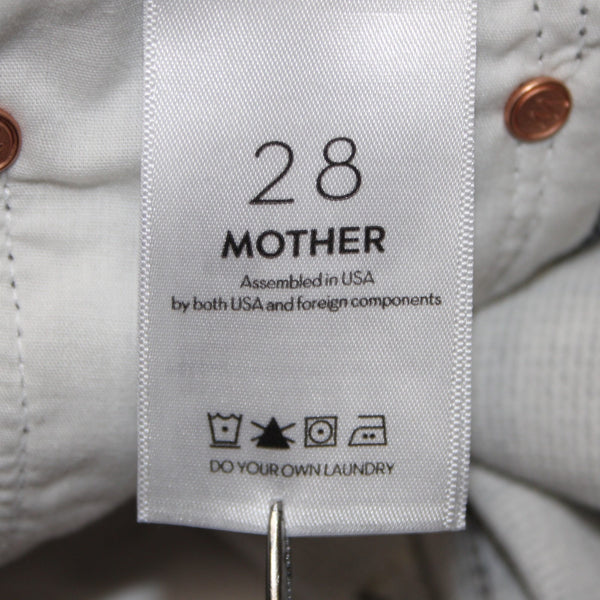 28
MOTHER
Assembled in USA
by both USA and foreign components
DO YOUR OWN LAUNDRY